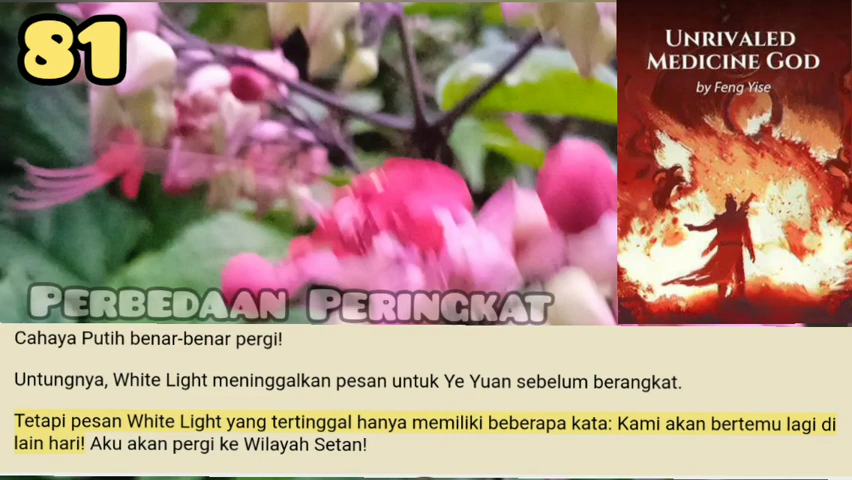 81
UNRIVALED
MEDICINE GOD
by Feng Yise
PERBEDAAN PERINGKAT
Cahaya Putih benar-benar pergi!
Untungnya, White Light meninggalkan pesan untuk Ye Yuan sebelum berangkat.
Tetapi pesan White Light yang tertinggal hanya memiliki beberapa kata: Kami akan bertemu lagi di
lain hari! Aku akan pergi ke Wilayah Setan!